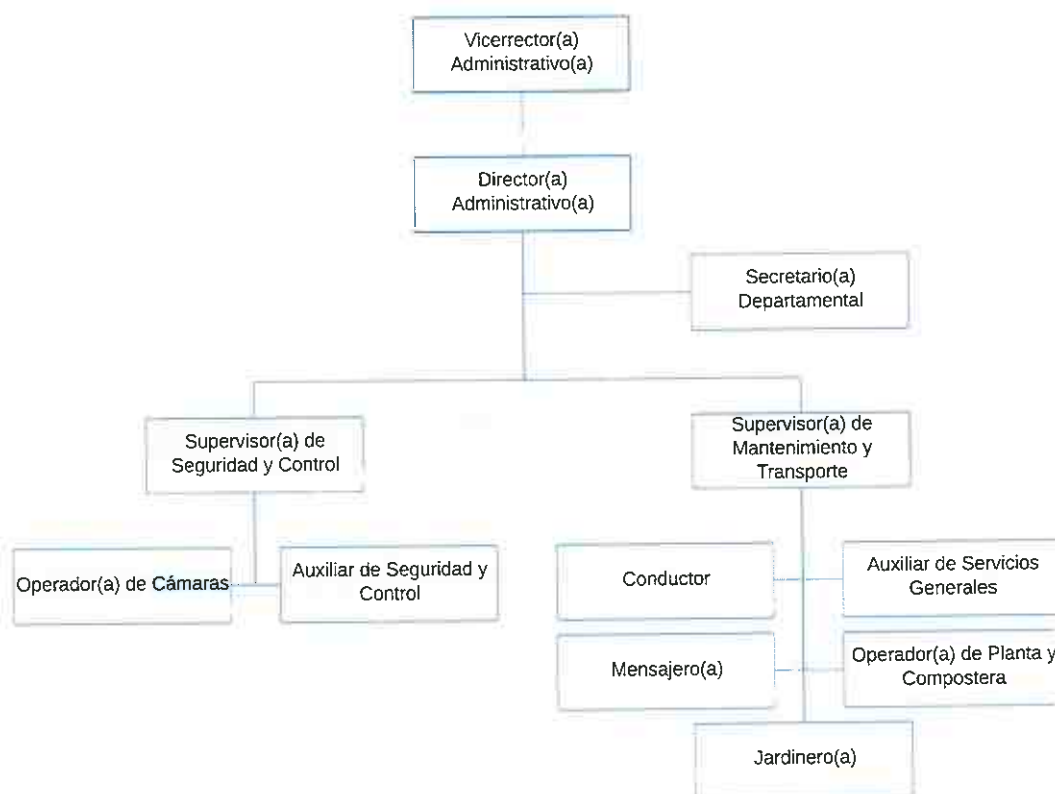 Vicerrector(a)
Administrativo(a)
Director(a)
Administrativo(a)
Secretario(a)
Departamental
Supervisor(a) de
Seguridad y Control
Supervisor(a) de
Mantenimiento y
Transporte
Operador(a) de Cámaras
Auxiliar de Seguridad y
Control
Conductor
Auxiliar de Servicios
Generales
Mensajero(a)
Operador(a) de Planta y
Compostera
Jardinero(a)